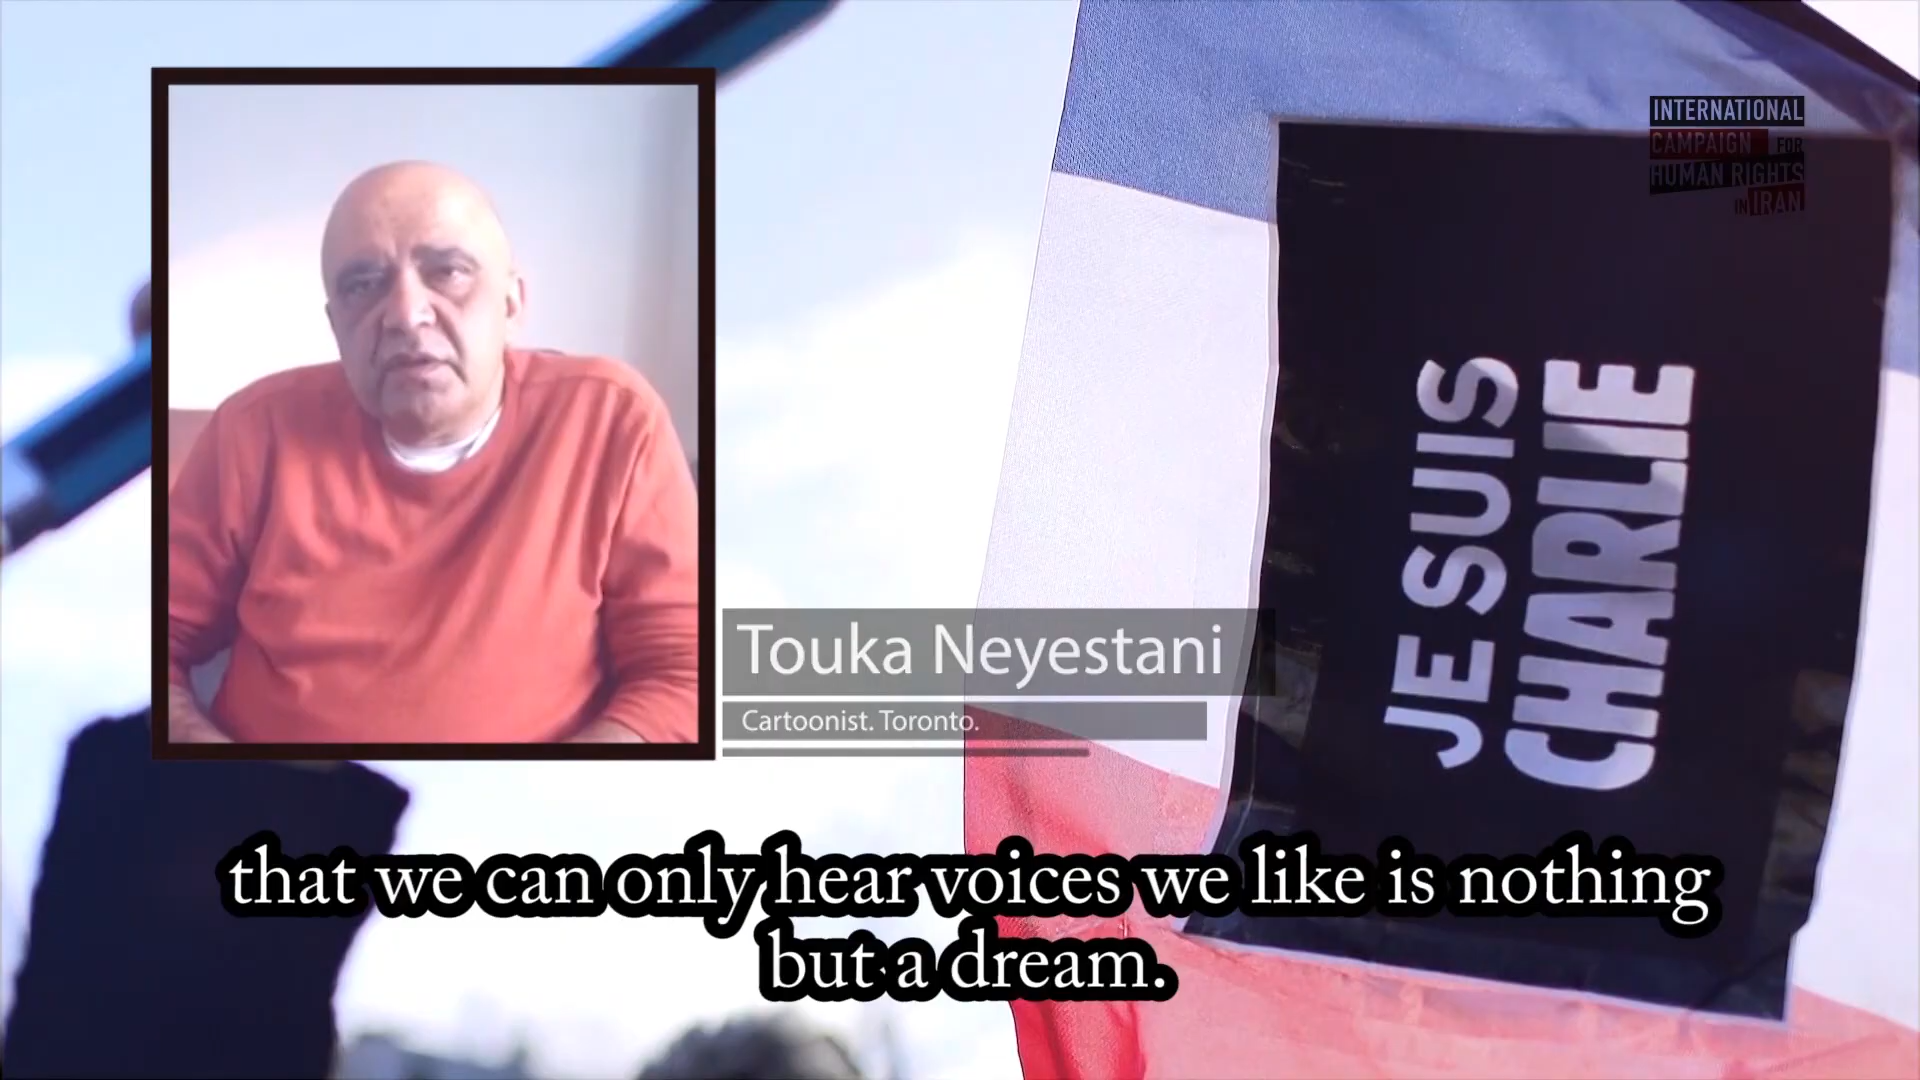 INTERNATIONAL
CAMPAIGN FOR
HUMAN RIGHTS
IN IRAN
JE SUIS
CHARLIE
Touka Neyestani
Cartoonist. Toronto.
that we can only hear voices we like is nothing
but a dream.